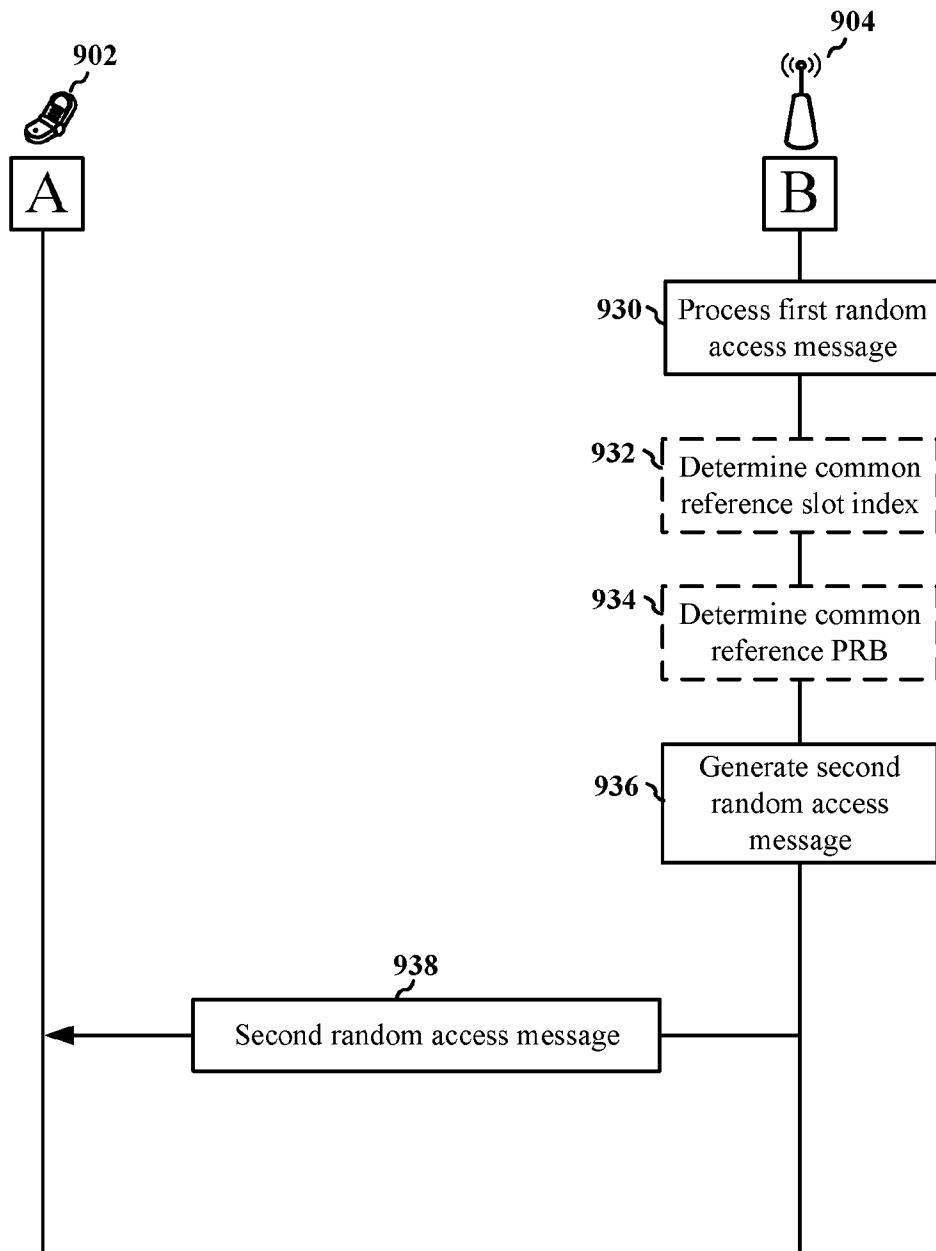 902
904
A
B
930
Process first random
access message
932
Determine common
reference slot index
934
Determine common
reference PRB
936
Generate second
random access
message
938
Second random access message